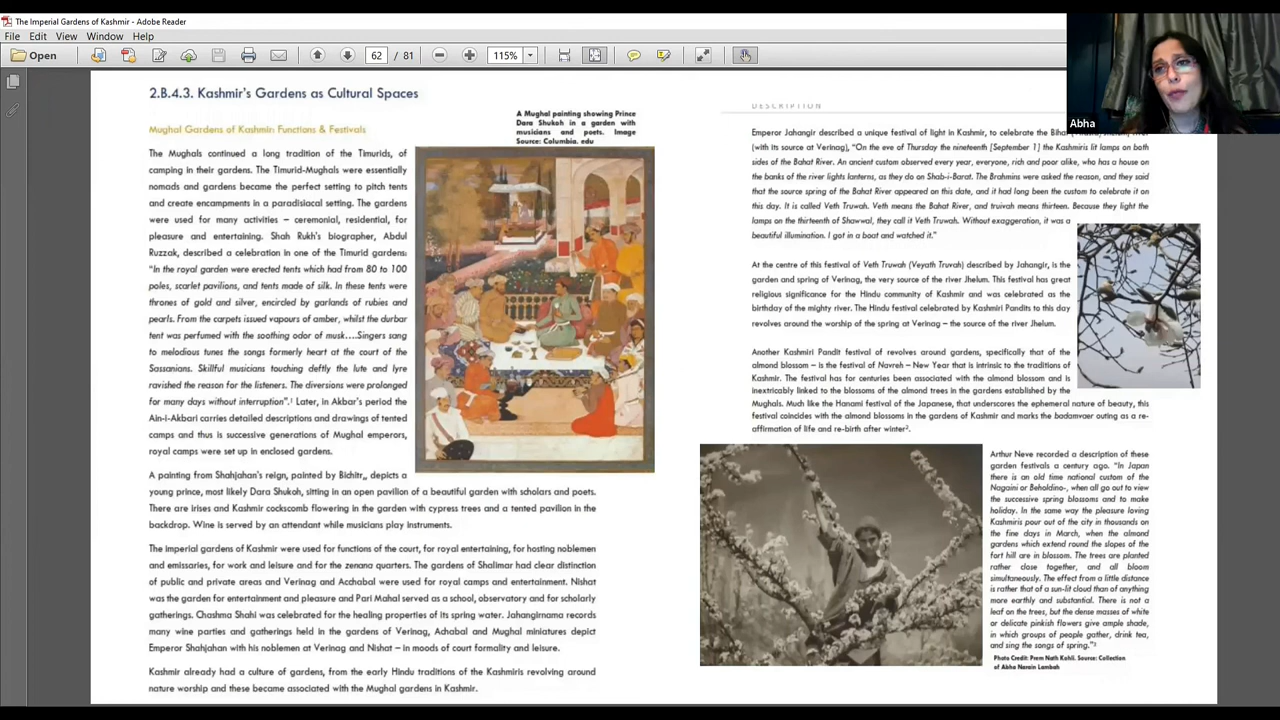 The Imperial Gardens of Kashmir - Adobe Reader
File Edit View Window Help
Open 62 / 81 115%
2.B.4.3. Kashmir's Gardens as Cultural Spaces
Mughal Gardens of Kashmir: Functions & Festivals
The Mughals continued a long tradition of the Timurids, of
camping in their gardens. The Timurid-Mughals were essentially
nomads and gardens became the perfect setting to pitch tents
and create encampments in a paradisiacal setting. The gardens
were used for many activities – ceremonial, residential, for
pleasure and entertaining. Shah Rukh's biographer, Abdul
Ruzzak, described a celebration in one of the Timurid gardens:
"In the royal garden were erected tents which had from 80 to 100
poles, scarlet pavilions, and tents made of silk. In these tents were
thrones of gold and silver, encircled by garlands of rubies and
pearls. From the carpets issued vapours of amber, whilst the durbar
tent was perfumed with the soothing odor of musk....Singers sang
to melodious tunes the songs formerly heart at the court of the
Sassanians. Skillful musicians touching deftly the lute and lyre
ravished the reason for the listeners. The diversions were prolonged
for many days without interruption".1 Later, in Akbar's period the
Ain-i-Akbari carries detailed descriptions and drawings of tented
camps and thus is successive generations of Mughal emperors,
royal camps were set up in enclosed gardens.
A painting from Shahjahan's reign, painted by Bichitr,, depicts a
young prince, most likely Dara Shukoh, sitting in an open pavilion of a beautiful garden with scholars and poets.
There are irises and Kashmir cockscomb flowering in the garden with cypress trees and a tented pavilion in the
backdrop. Wine is served by an attendant while musicians play instruments.
The imperial gardens of Kashmir were used for functions of the court, for royal entertaining, for hosting noblemen
and emissaries, for work and leisure and for the zenana quarters. The gardens of Shalimar had clear distinction
of public and private areas and Verinag and Acchabal were used for royal camps and entertainment. Nishat
was the garden for entertainment and pleasure and Pari Mahal served as a school, observatory and for scholarly
gatherings. Chashma Shahi was celebrated for the healing properties of its spring water. Jahangirnama records
many wine parties and gatherings held in the gardens of Verinag, Achabal and Mughal miniatures depict
Emperor Shahjahan with his noblemen at Verinag and Nishat – in moods of court formality and leisure.
Kashmir already had a culture of gardens, from the early Hindu traditions of the Kashmiris revolving around
nature worship and these became associated with the Mughal gardens in Kashmir.
A Mughal painting showing Prince
Dara Shukoh in a garden with
musicians and poets. Image
Source: Columbia. edu
DESCRIPTION
Emperor Jahangir described a unique festival of light in Kashmir, to celebrate the Bihat
(with its source at Verinag), "On the eve of Thursday the nineteenth [September 1] the Kashmiris lit lamps on both
sides of the Bahat River. An ancient custom observed every year, everyone, rich and poor alike, who has a house on
the banks of the river lights lanterns, as they do on Shab-i-Barat. The Brahmins were asked the reason, and they said
that the source spring of the Bahat River appeared on this date, and it had long been the custom to celebrate it on
this day. It is called Veth Truwah. Veth means the Bahat River, and truivah means thirteen. Because they light the
lamps on the thirteenth of Shawwal, they call it Veth Truwah. Without exaggeration, it was a
beautiful illumination. I got in a boat and watched it."
At the centre of this festival of Veth Truwah (Veyath Truvah) described by Jahangir, is the
garden and spring of Verinag, the very source of the river Jhelum. This festival has great
religious significance for the Hindu community of Kashmir and was celebrated as the
birthday of the mighty river. The Hindu festival celebrated by Kashmiri Pandits to this day
revolves around the worship of the spring at Verinag – the source of the river Jhelum.
Another Kashmiri Pandit festival of revolves around gardens, specifically that of the
almond blossom – is the festival of Navreh – New Year that is intrinsic to the traditions of
Kashmir. The festival has for centuries been associated with the almond blossom and is
inextricably linked to the blossoms of the almond trees in the gardens established by the
Mughals. Much like the Hanami festival of the Japanese, that underscores the ephemeral nature of beauty, this
festival coincides with the almond blossoms in the gardens of Kashmir and marks the badamvaer outing as a re-
affirmation of life and re-birth after winter2.
Arthur Neve recorded a description of these
garden festivals a century ago. "In Japan
there is an old time national custom of the
Nagaini or Beholdino-, when all go out to view
the successive spring blossoms and to make
holiday. In the same way the pleasure loving
Kashmiris pour out of the city in thousands on
the fine days in March, when the almond
gardens which extend round the slopes of the
fort hill are in blossom. The trees are planted
rather close together, and all bloom
simultaneously. The effect from a little distance
is rather that of a sun-lit cloud than of anything
more earthly and substantial. There is not a
leaf on the trees, but the dense masses of white
or delicate pinkish flowers give ample shade,
in which groups of people gather, drink tea,
and sing the songs of spring."3
Photo Credit: Prem Nath Kohli. Source: Collection
of Abha Narain Lambah
Abha